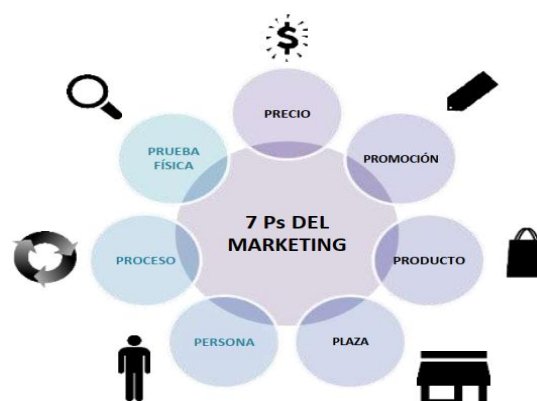 $
PRECIO
PROMOCIÓN
PRUEBA
FÍSICA
7 Ps DEL
MARKETING
PROCESO
PRODUCTO
PERSONA
PLAZA